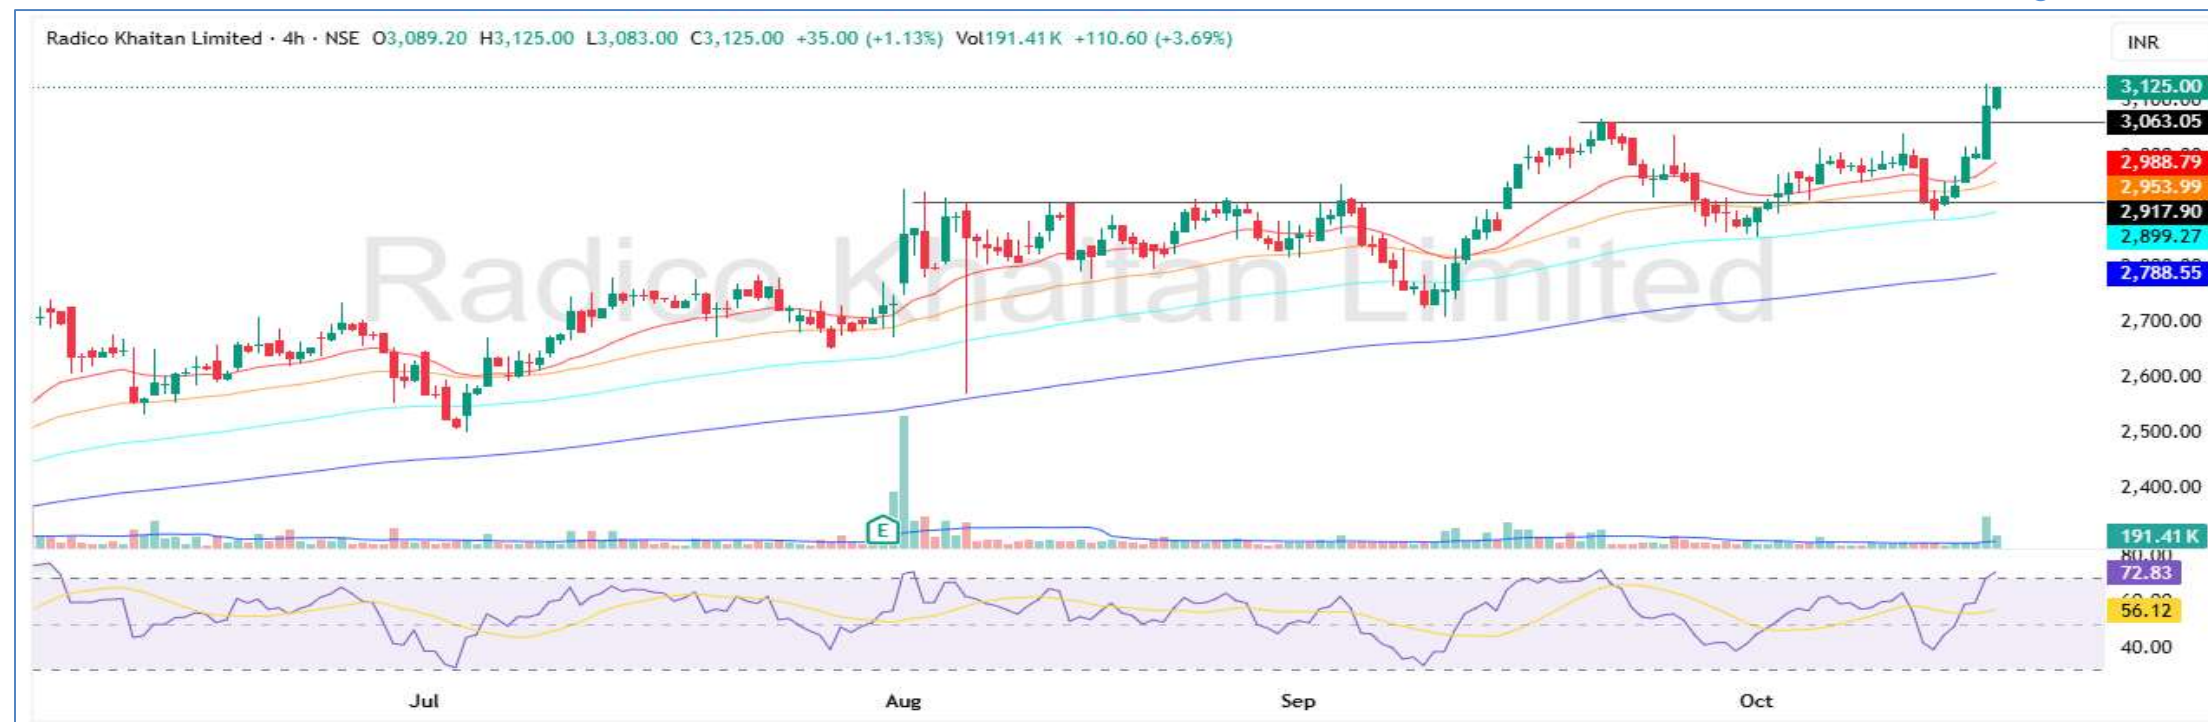 Radico Khaitan Limited · 4h · NSE O3,089.20 H3,125.00 L3,083.00 C3,125.00 +35.00 (+1.13%) Vol191.41K +110.60 (+3.69%)
INR
3,125.00
3,063.05
2,988.79
2,953.99
2,917.90
2,899.27
2,788.55
Radico Khaitan Limited
2,700.00
2,600.00
2,500.00
2,400.00
E
191.41K
80.00
72.83
56.12
40.00
Jul Aug Sep Oct